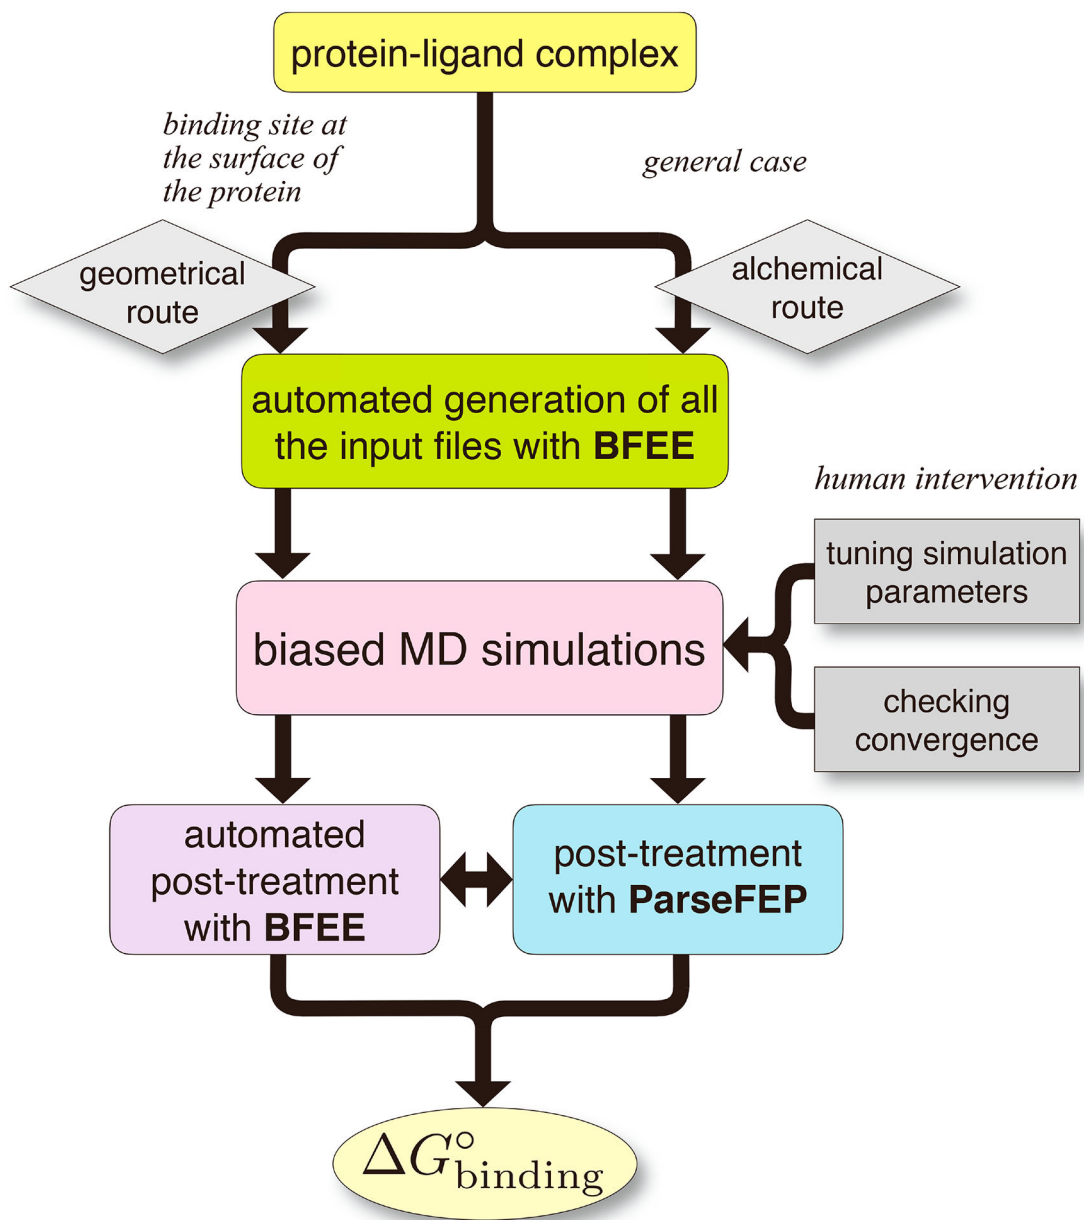 protein-ligand complex
binding site at
the surface of
the protein
general case
geometrical
route
alchemical
route
automated generation of all
the input files with BFEE
human intervention
tuning simulation
parameters
biased MD simulations
checking
convergence
automated
post-treatment
with BFEE
post-treatment
with ParseFEP
ΔG°binding